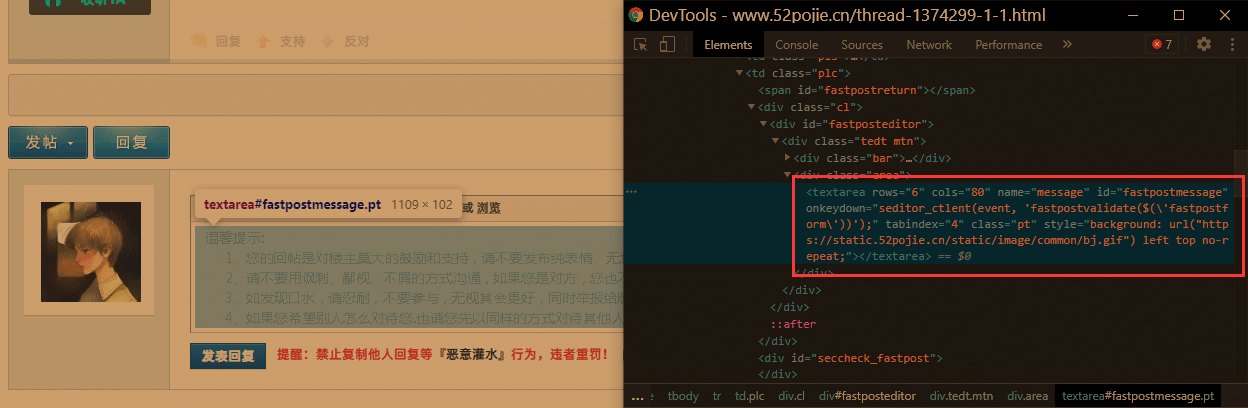 收听TA
回复 支持 反对
发帖
回复
或 浏览
textarea#fastpostmessage.pt 1109 × 102
温馨提示:
1、您的回帖是对楼主莫大的鼓励和支持，请不要发布纯表情、无
2、请不要用讽刺、鄙视、不屑的方式沟通，如果您是对方，您也
3、如发现口水，请忍耐，不要参与，无视其会更好，同时举报给
4、如果您希望别人怎么对待您,也请您先以同样的方式对待其他人
发表回复
提醒：禁止复制他人回复等『恶意灌水』行为，违者重罚！
DevTools - www.52pojie.cn/thread-1374299-1-1.html
Elements Console Sources Network Performance » 7
<td class="pls">…</td>
<td class="plc">
<span id="fastpostreturn"></span>
<div class="cl">
<div id="fastposteditor">
<div class="tedt mtn">
<div class="bar">…</div>
<div class="area">
<textarea rows="6" cols="80" name="message" id="fastpostmessage"
onkeydown="seditor_ctlent(event, 'fastpostvalidate($(\'fastpostf
orm\'))');" tabindex="4" class="pt" style="background: url("http
s://static.52pojie.cn/static/image/common/bj.gif") left top no-r
epeat;"></textarea> == $0
</div>
</div>
</div>
::after
</div>
<div id="seccheck_fastpost">
</div>
… e tbody tr td.plc div.cl div#fastposteditor div.tedt.mtn div.area textarea#fastpostmessage.pt